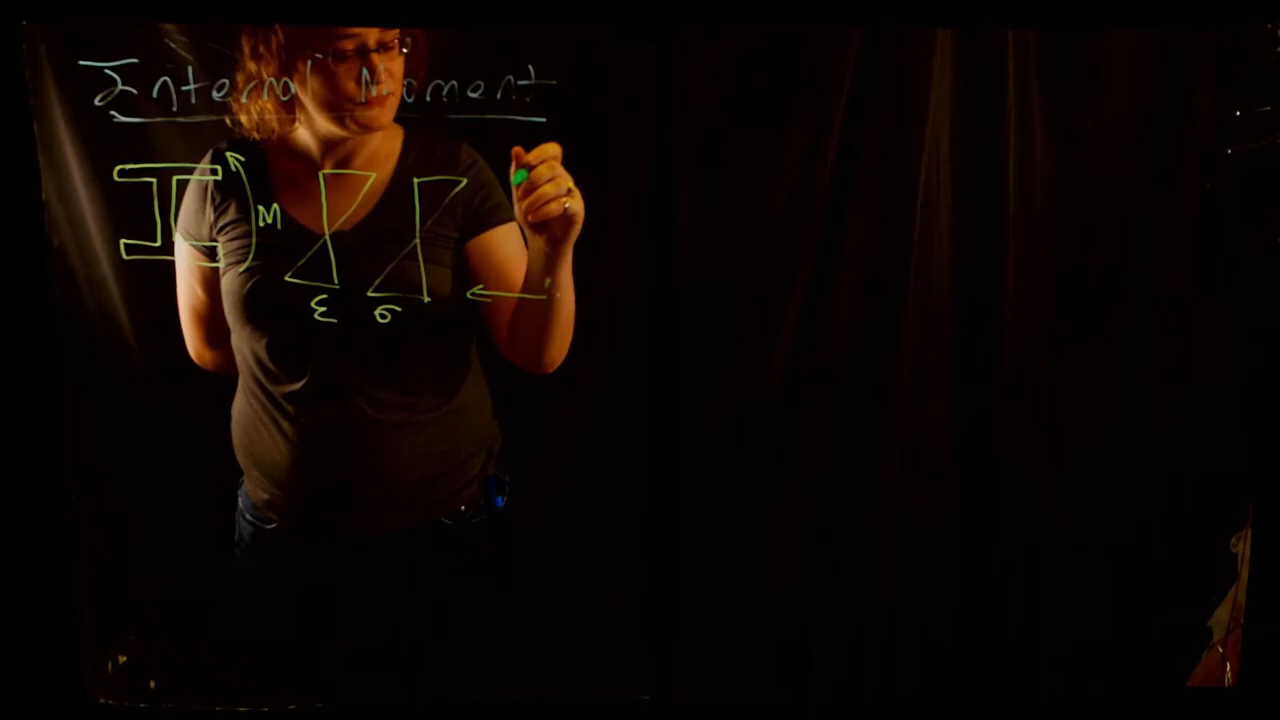 Internal Moment
M
ε σ